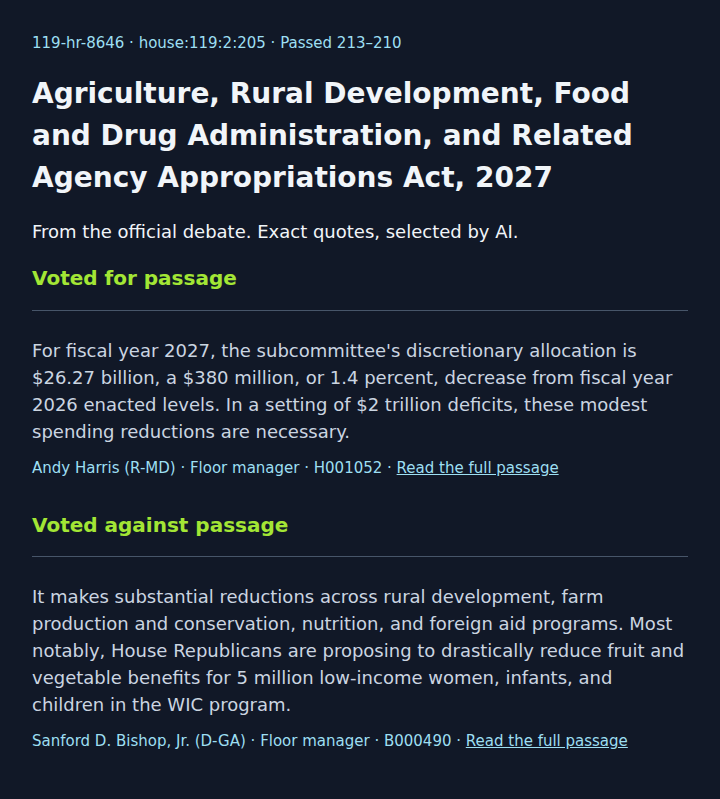 119-hr-8646 · house:119:2:205 · Passed 213–210
Agriculture, Rural Development, Food
and Drug Administration, and Related
Agency Appropriations Act, 2027
From the official debate. Exact quotes, selected by AI.
Voted for passage
For fiscal year 2027, the subcommittee's discretionary allocation is
$26.27 billion, a $380 million, or 1.4 percent, decrease from fiscal year
2026 enacted levels. In a setting of $2 trillion deficits, these modest
spending reductions are necessary.
Andy Harris (R-MD) · Floor manager · H001052 · Read the full passage
Voted against passage
It makes substantial reductions across rural development, farm
production and conservation, nutrition, and foreign aid programs. Most
notably, House Republicans are proposing to drastically reduce fruit and
vegetable benefits for 5 million low-income women, infants, and
children in the WIC program.
Sanford D. Bishop, Jr. (D-GA) · Floor manager · B000490 · Read the full passage